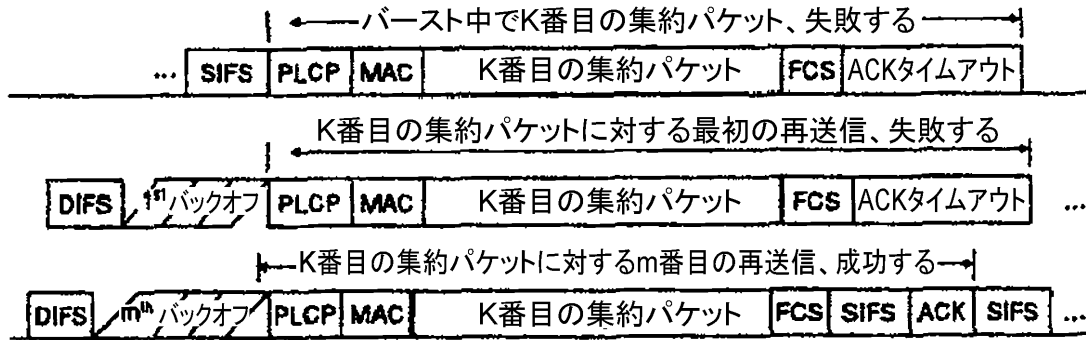 バースト中でK番目の集約パケット、失敗する
... SIFS PLCP MAC K番目の集約パケット FCS ACKタイムアウト
K番目の集約パケットに対する最初の再送信、失敗する
DIFS 1st バックオフ PLCP MAC K番目の集約パケット FCS ACKタイムアウト ...
K番目の集約パケットに対するm番目の再送信、成功する
DIFS mth バックオフ PLCP MAC K番目の集約パケット FCS SIFS ACK SIFS ...